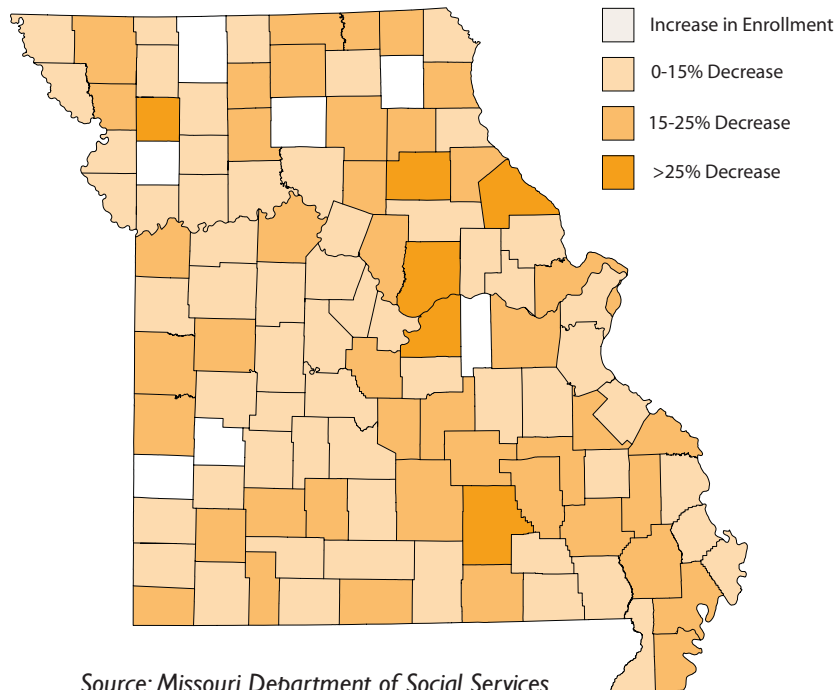 Increase in Enrollment
0-15% Decrease
15-25% Decrease
>25% Decrease
Source: Missouri Department of Social Services